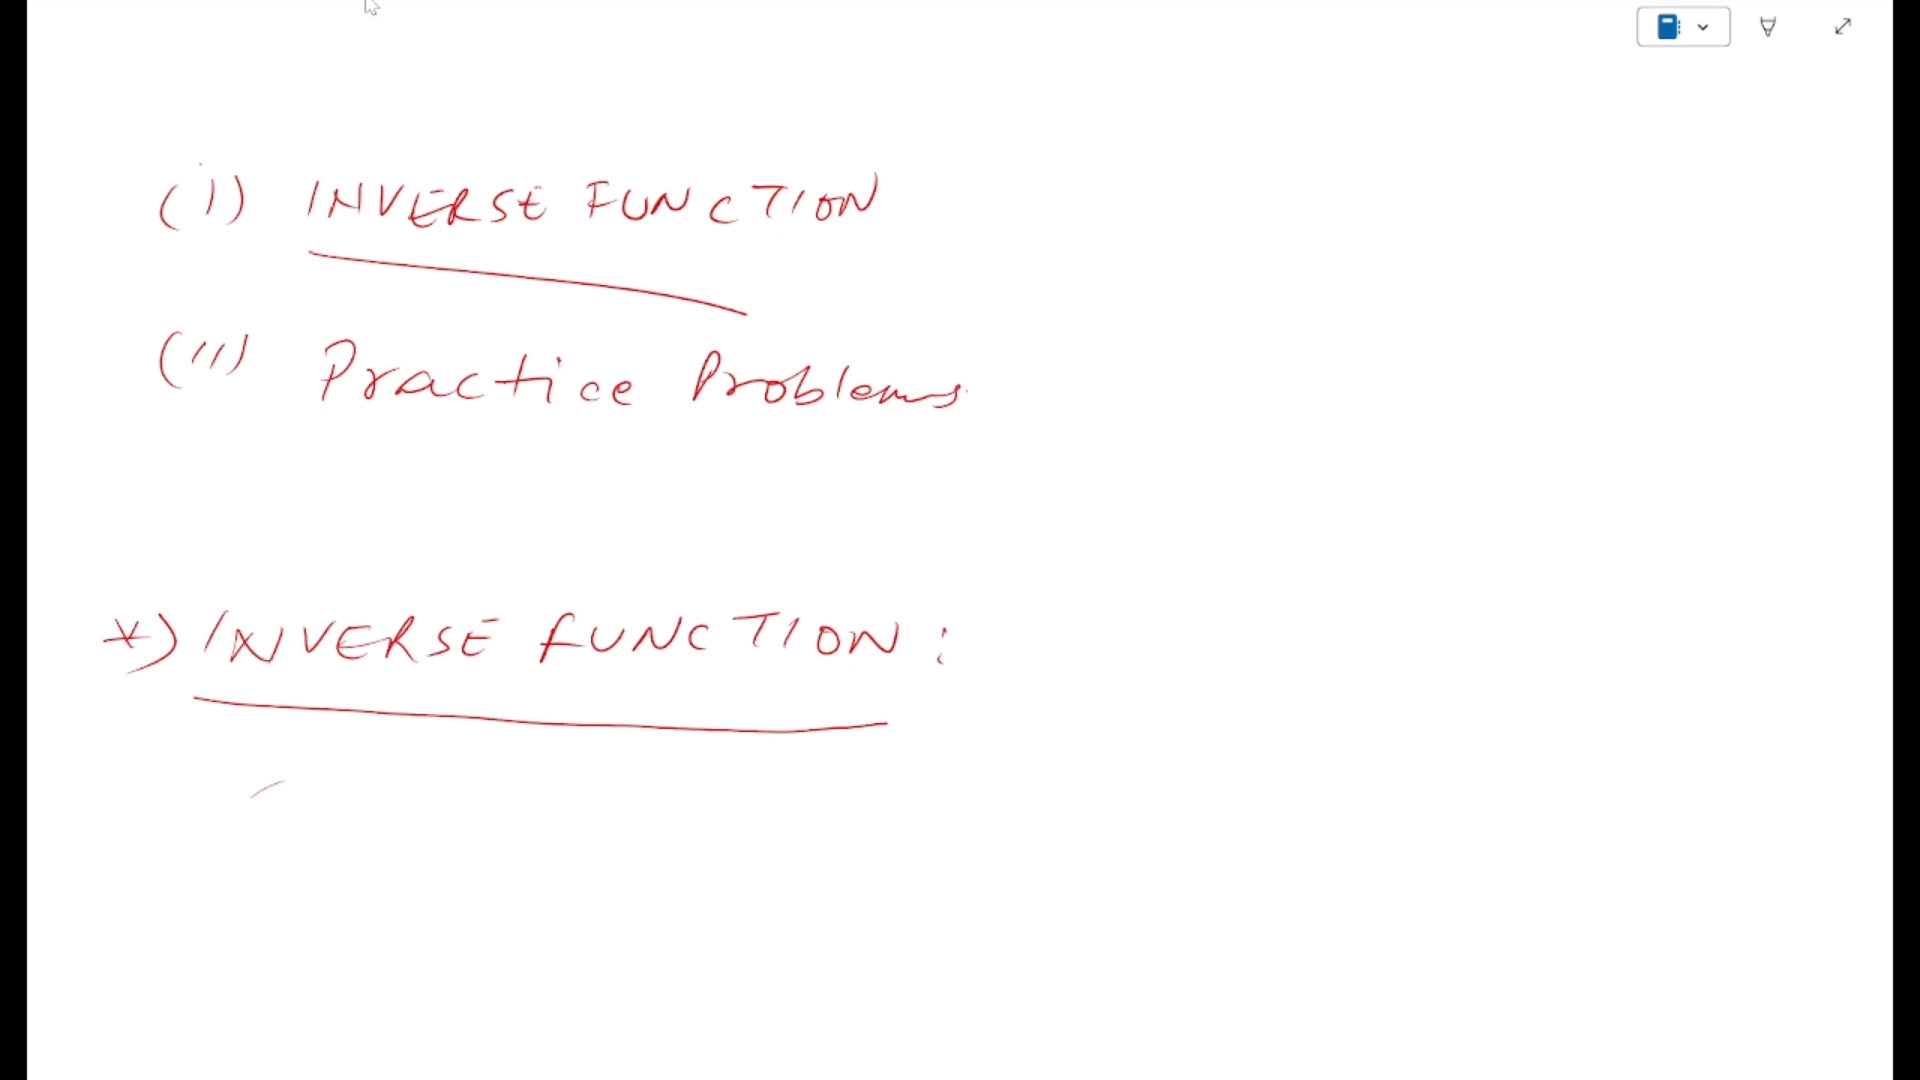 (i) INVERSE FUNCTION
(ii) Practice Problems.
*) INVERSE FUNCTION :